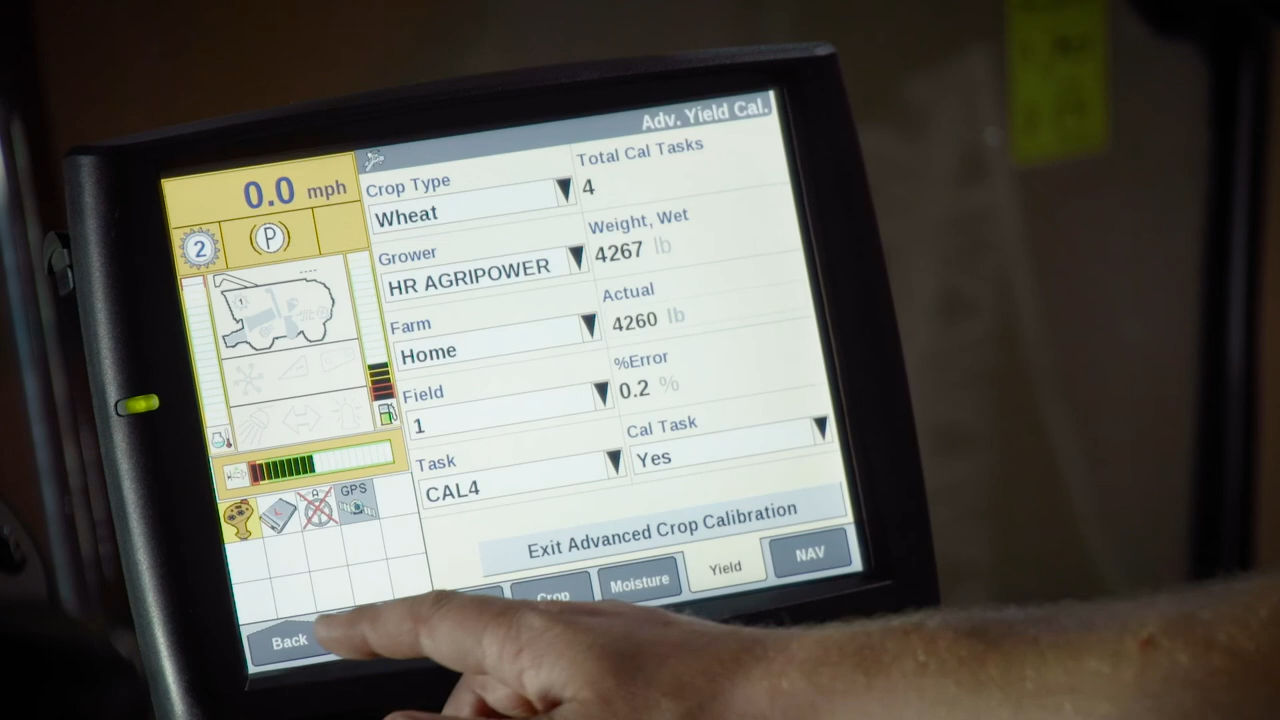 Adv. Yield Cal.
0.0 mph
2
P
Crop Type
Wheat
Grower
HR AGRIPOWER
Farm
Home
Field
1
Task
CAL4
Total Cal Tasks
4
Weight, Wet
4267 lb
Actual
4260 lb
%Error
0.2 %
Cal Task
Yes
A
GPS
Exit Advanced Crop Calibration
Back
Crop
Moisture
Yield
NAV